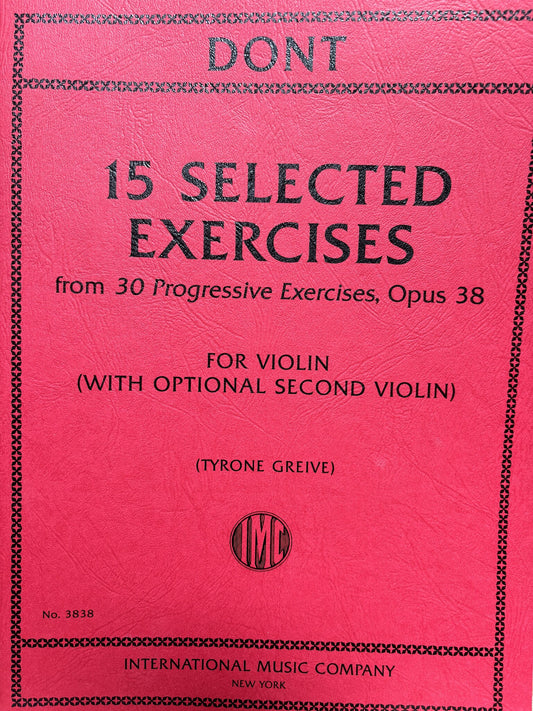 DONT
15 SELECTED
EXERCISES
from 30 Progressive Exercises, Opus 38
FOR VIOLIN
(WITH OPTIONAL SECOND VIOLIN)
(TYRONE GREIVE)
IMC
No. 3838
INTERNATIONAL MUSIC COMPANY
NEW YORK